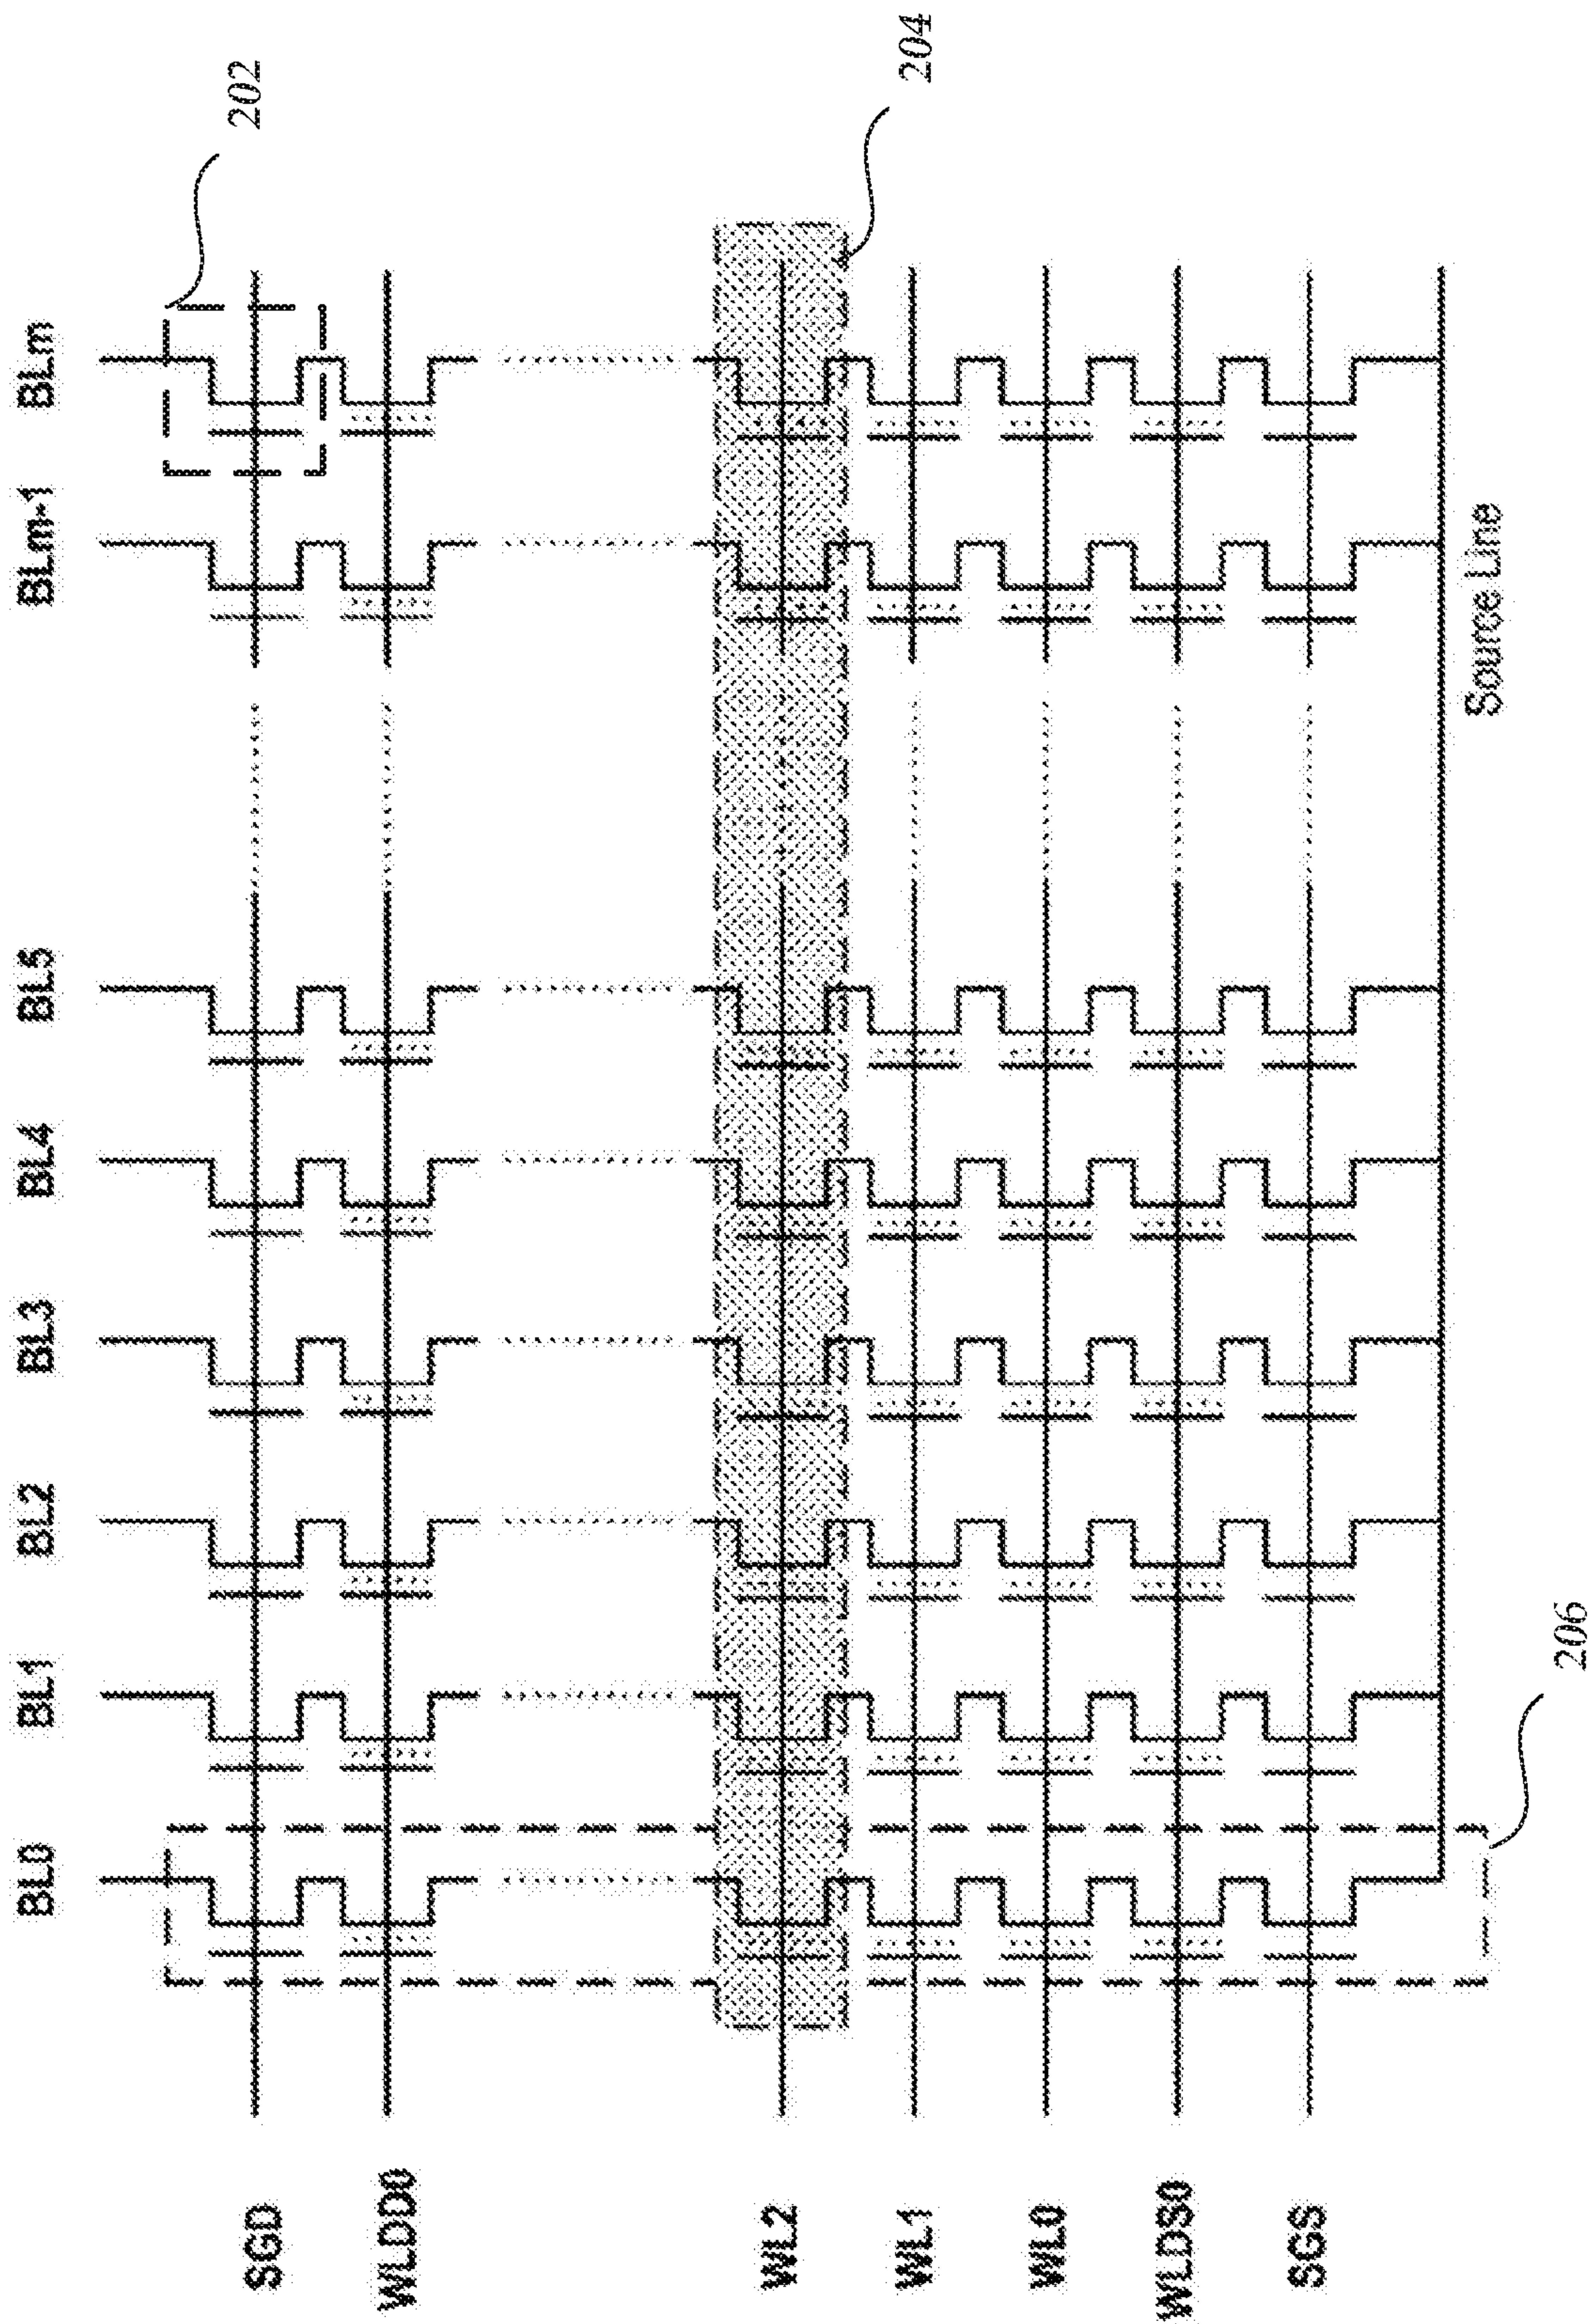 BL0 BL1 BL2 BL3 BL4 BL5 BLm-1 BLm
202
SGD
WLDD0
WL2
204
WL1
WL0
WLDS0
SGS
Source Line
206